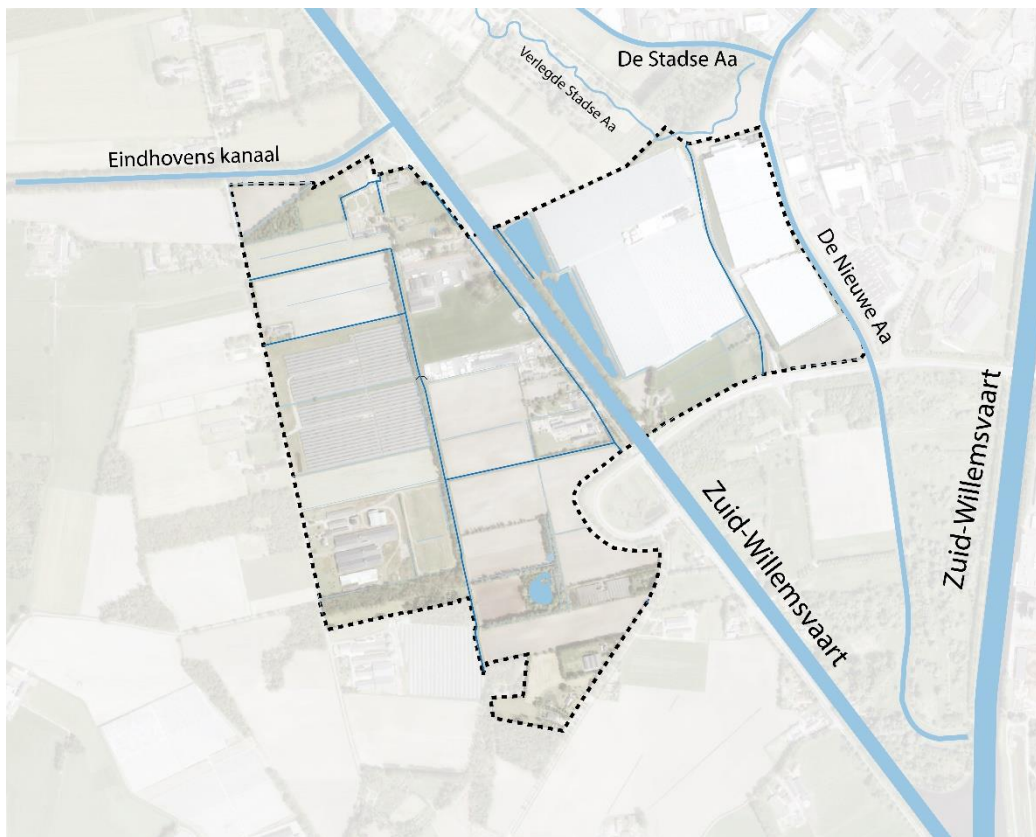 De Stadse Aa
Verlegde Stadse Aa
Eindhovens kanaal
De Nieuwe Aa
Zuid-Willemsvaart
Zuid-Willemsvaart